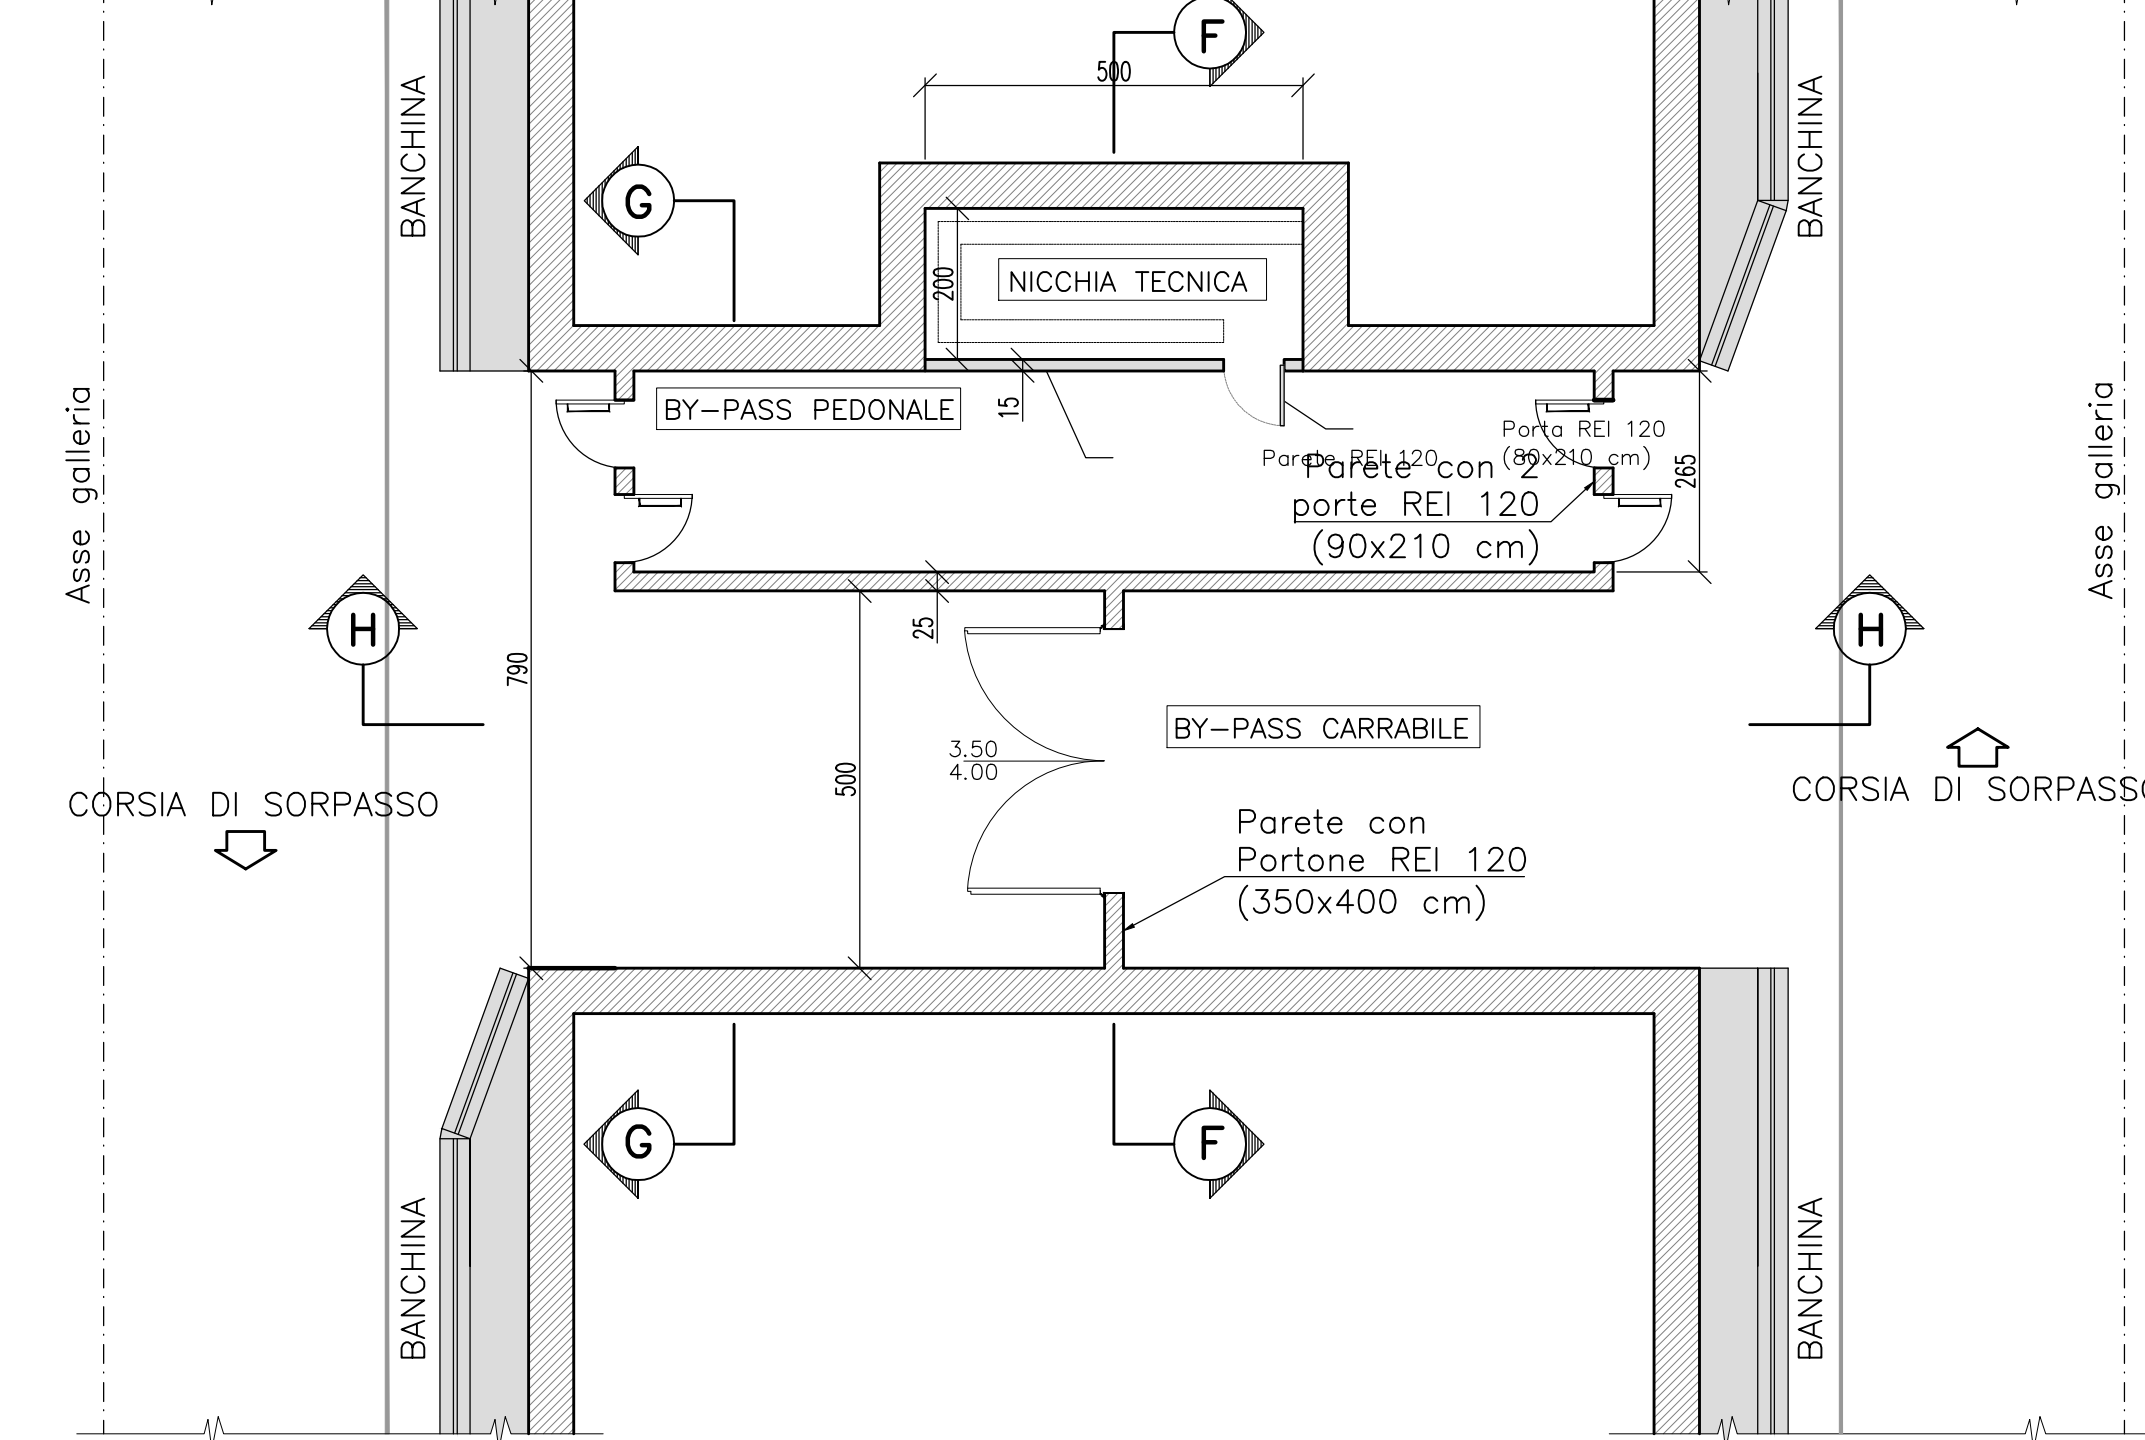 F
500
BANCHINA
BANCHINA
G
200
NICCHIA TECNICA
BY-PASS PEDONALE
15
Parete REI 120
Porta REI 120
(80x210 cm)
Parete con 2
porte REI 120
(90x210 cm)
265
Asse galleria
Asse galleria
H
H
790
25
500
3.50
4.00
BY-PASS CARRABILE
CORSIA DI SORPASSO
CORSIA DI SORPASSO
Parete con
Portone REI 120
(350x400 cm)
G
F
BANCHINA
BANCHINA